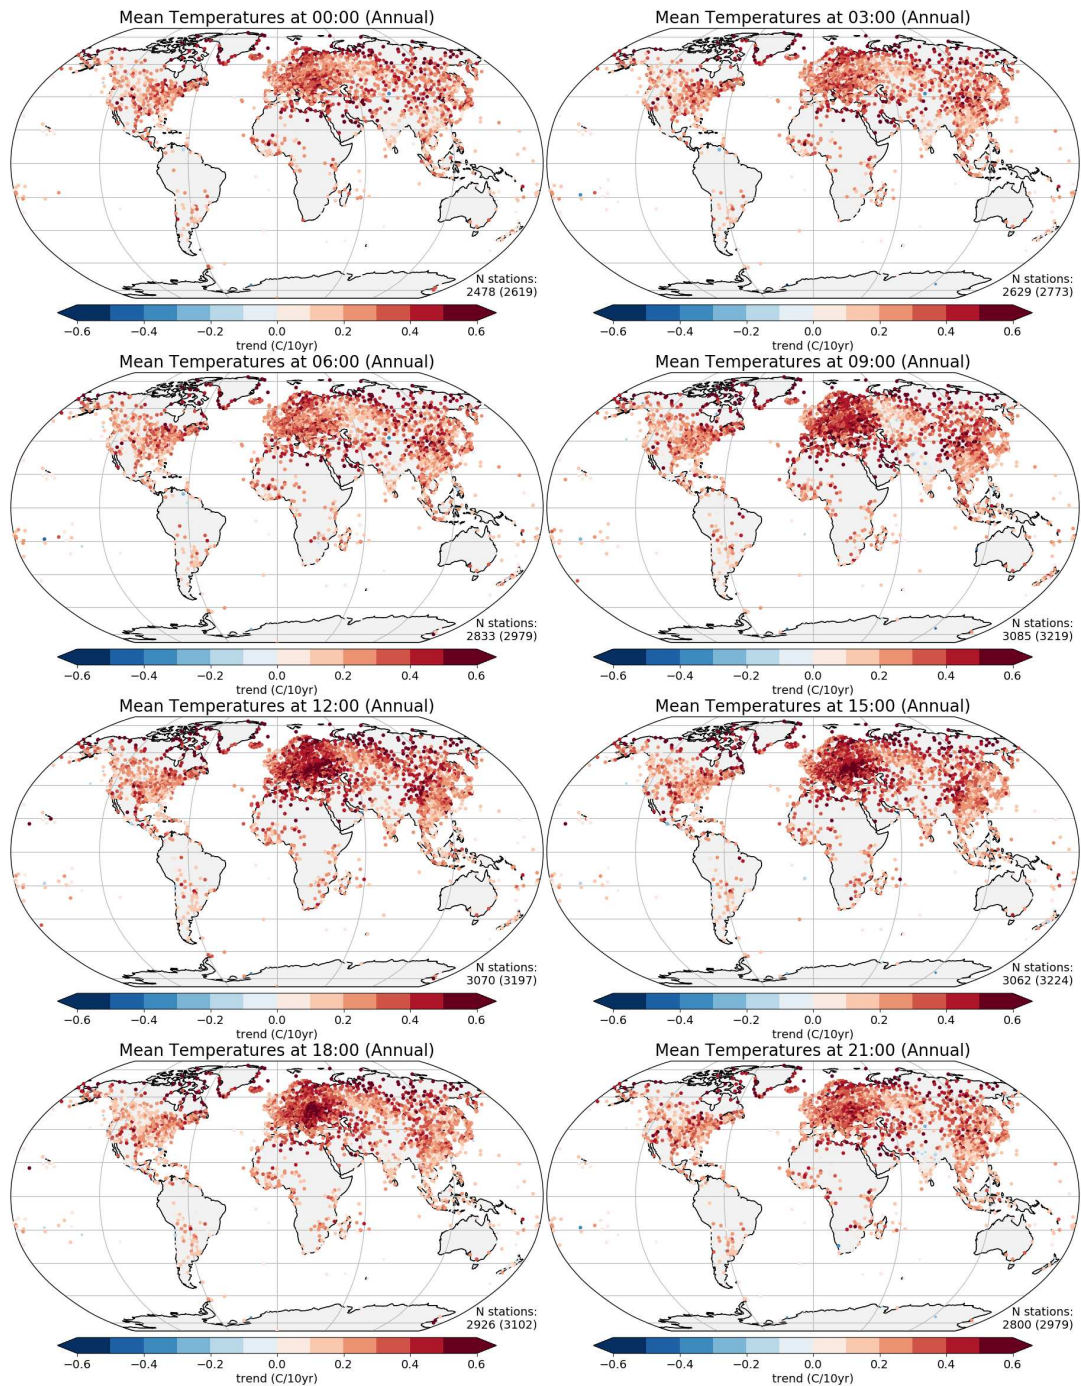 Mean Temperatures at 00:00 (Annual)
N stations:
2478 (2619)
−0.6 −0.4 −0.2 0.0 0.2 0.4 0.6
trend (C/10yr)
Mean Temperatures at 03:00 (Annual)
N stations:
2629 (2773)
−0.6 −0.4 −0.2 0.0 0.2 0.4 0.6
trend (C/10yr)
Mean Temperatures at 06:00 (Annual)
N stations:
2833 (2979)
−0.6 −0.4 −0.2 0.0 0.2 0.4 0.6
trend (C/10yr)
Mean Temperatures at 09:00 (Annual)
N stations:
3085 (3219)
−0.6 −0.4 −0.2 0.0 0.2 0.4 0.6
trend (C/10yr)
Mean Temperatures at 12:00 (Annual)
N stations:
3070 (3197)
−0.6 −0.4 −0.2 0.0 0.2 0.4 0.6
trend (C/10yr)
Mean Temperatures at 15:00 (Annual)
N stations:
3062 (3224)
−0.6 −0.4 −0.2 0.0 0.2 0.4 0.6
trend (C/10yr)
Mean Temperatures at 18:00 (Annual)
N stations:
2926 (3102)
−0.6 −0.4 −0.2 0.0 0.2 0.4 0.6
trend (C/10yr)
Mean Temperatures at 21:00 (Annual)
N stations:
2800 (2979)
−0.6 −0.4 −0.2 0.0 0.2 0.4 0.6
trend (C/10yr)